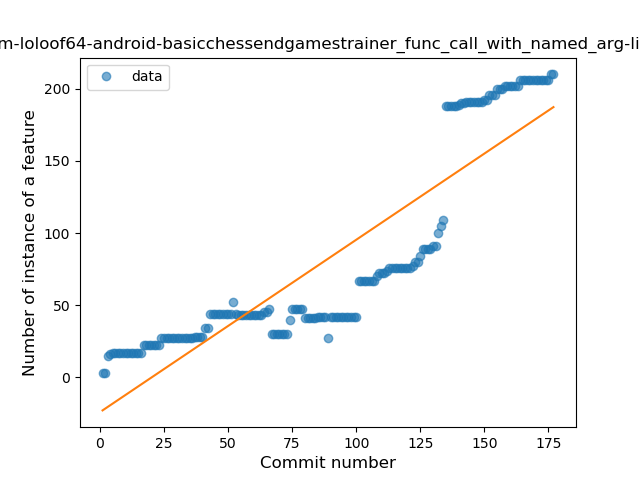 m-loloof64-android-basicchessendgamestrainer_func_call_with_named_arg-li
data
Number of instance of a feature
200
150
100
50
0
0 25 50 75 100 125 150 175
Commit number